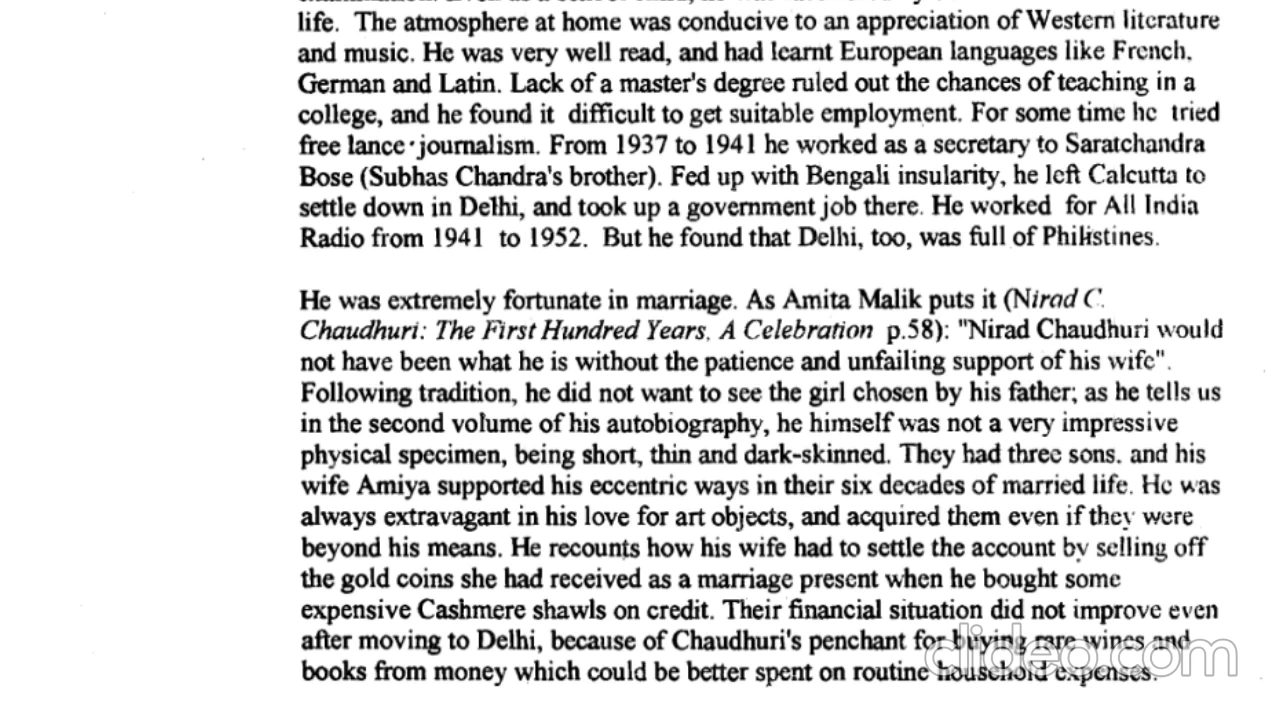 life. The atmosphere at home was conducive to an appreciation of Western literature
and music. He was very well read, and had learnt European languages like French,
German and Latin. Lack of a master's degree ruled out the chances of teaching in a
college, and he found it difficult to get suitable employment. For some time he tried
free lance journalism. From 1937 to 1941 he worked as a secretary to Saratchandra
Bose (Subhas Chandra's brother). Fed up with Bengali insularity, he left Calcutta to
settle down in Delhi, and took up a government job there. He worked for All India
Radio from 1941 to 1952. But he found that Delhi, too, was full of Philistines.
He was extremely fortunate in marriage. As Amita Malik puts it (Nirad C.
Chaudhuri: The First Hundred Years. A Celebration p.58): "Nirad Chaudhuri would
not have been what he is without the patience and unfailing support of his wife".
Following tradition, he did not want to see the girl chosen by his father; as he tells us
in the second volume of his autobiography, he himself was not a very impressive
physical specimen, being short, thin and dark-skinned. They had three sons. and his
wife Amiya supported his eccentric ways in their six decades of married life. He was
always extravagant in his love for art objects, and acquired them even if they were
beyond his means. He recounts how his wife had to settle the account by selling off
the gold coins she had received as a marriage present when he bought some
expensive Cashmere shawls on credit. Their financial situation did not improve even
after moving to Delhi, because of Chaudhuri's penchant for buying rare wines and
books from money which could be better spent on routine household expenses.
clideo.com